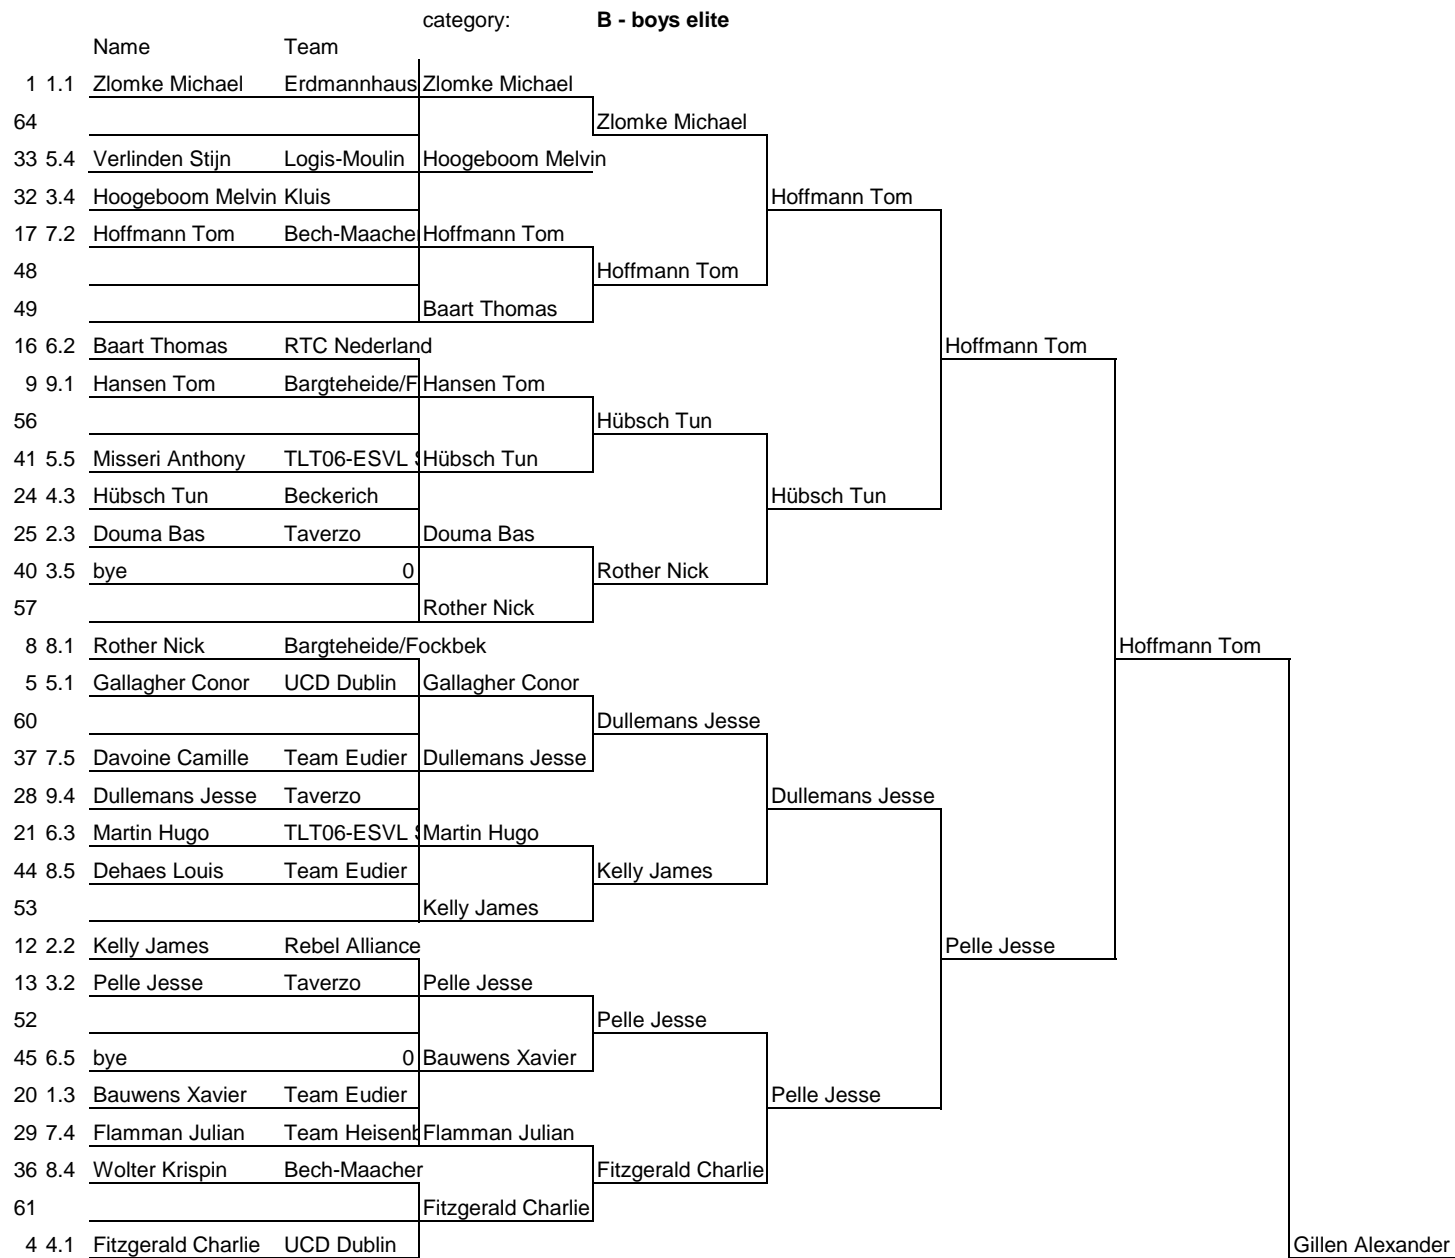 category: B - boys elite
Name Team
1 1.1 Zlomke Michael Erdmannhaus Zlomke Michael
64 Zlomke Michael
33 5.4 Verlinden Stijn Logis-Moulin Hoogeboom Melvin
32 3.4 Hoogeboom Melvin Kluis Hoffmann Tom
17 7.2 Hoffmann Tom Bech-Maacher Hoffmann Tom
48 Hoffmann Tom
49 Baart Thomas
16 6.2 Baart Thomas RTC Nederland Hoffmann Tom
9 9.1 Hansen Tom Bargteheide/F Hansen Tom
56 Hübsch Tun
41 5.5 Misseri Anthony TLT06-ESVL S Hübsch Tun
24 4.3 Hübsch Tun Beckerich Hübsch Tun
25 2.3 Douma Bas Taverzo Douma Bas
40 3.5 bye 0 Rother Nick
57 Rother Nick
8 8.1 Rother Nick Bargteheide/Fockbek Hoffmann Tom
5 5.1 Gallagher Conor UCD Dublin Gallagher Conor
60 Dullemans Jesse
37 7.5 Davoine Camille Team Eudier Dullemans Jesse
28 9.4 Dullemans Jesse Taverzo Dullemans Jesse
21 6.3 Martin Hugo TLT06-ESVL S Martin Hugo
44 8.5 Dehaes Louis Team Eudier Kelly James
53 Kelly James
12 2.2 Kelly James Rebel Alliance Pelle Jesse
13 3.2 Pelle Jesse Taverzo Pelle Jesse
52 Pelle Jesse
45 6.5 bye 0 Bauwens Xavier
20 1.3 Bauwens Xavier Team Eudier Pelle Jesse
29 7.4 Flamman Julian Team Heisenb Flamman Julian
36 8.4 Wolter Krispin Bech-Maacher Fitzgerald Charlie
61 Fitzgerald Charlie
4 4.1 Fitzgerald Charlie UCD Dublin Gillen Alexander